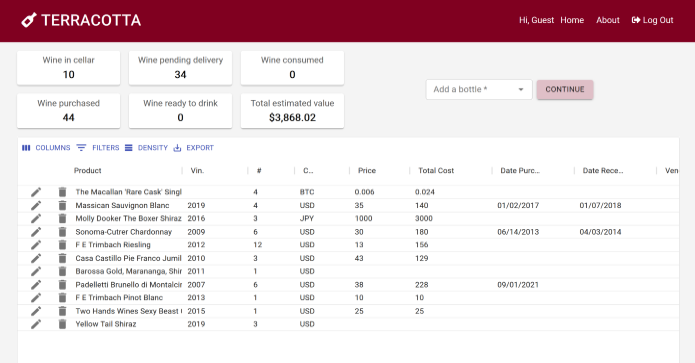 TERRACOTTA
Hi, Guest Home About Log Out
Wine in cellar Wine pending delivery Wine consumed
10 34 0
Add a bottle * CONTINUE
Wine purchased Wine ready to drink Total estimated value
44 0 $3,868.02
COLUMNS FILTERS DENSITY EXPORT
Product Vin. # C... Price Total Cost Date Purc... Date Rece... Ven
The Macallan 'Rare Cask' Singl 4 BTC 0.006 0.024
Massican Sauvignon Blanc 2019 4 USD 35 140 01/02/2017 01/07/2018
Molly Dooker The Boxer Shiraz 2016 3 JPY 1000 3000
Sonoma-Cutrer Chardonnay 2009 6 USD 30 180 06/14/2013 04/03/2014
F E Trimbach Riesling 2012 12 USD 13 156
Casa Castillo Pie Franco Jumil 2010 3 USD 43 129
Barossa Gold, Marananga, Shir 2011 1 USD
Padelletti Brunello di Montalcin 2007 6 USD 38 228 09/01/2021
F E Trimbach Pinot Blanc 2013 1 USD 10 10
Two Hands Wines Sexy Beast 2015 1 USD 25 25
Yellow Tail Shiraz 2019 3 USD